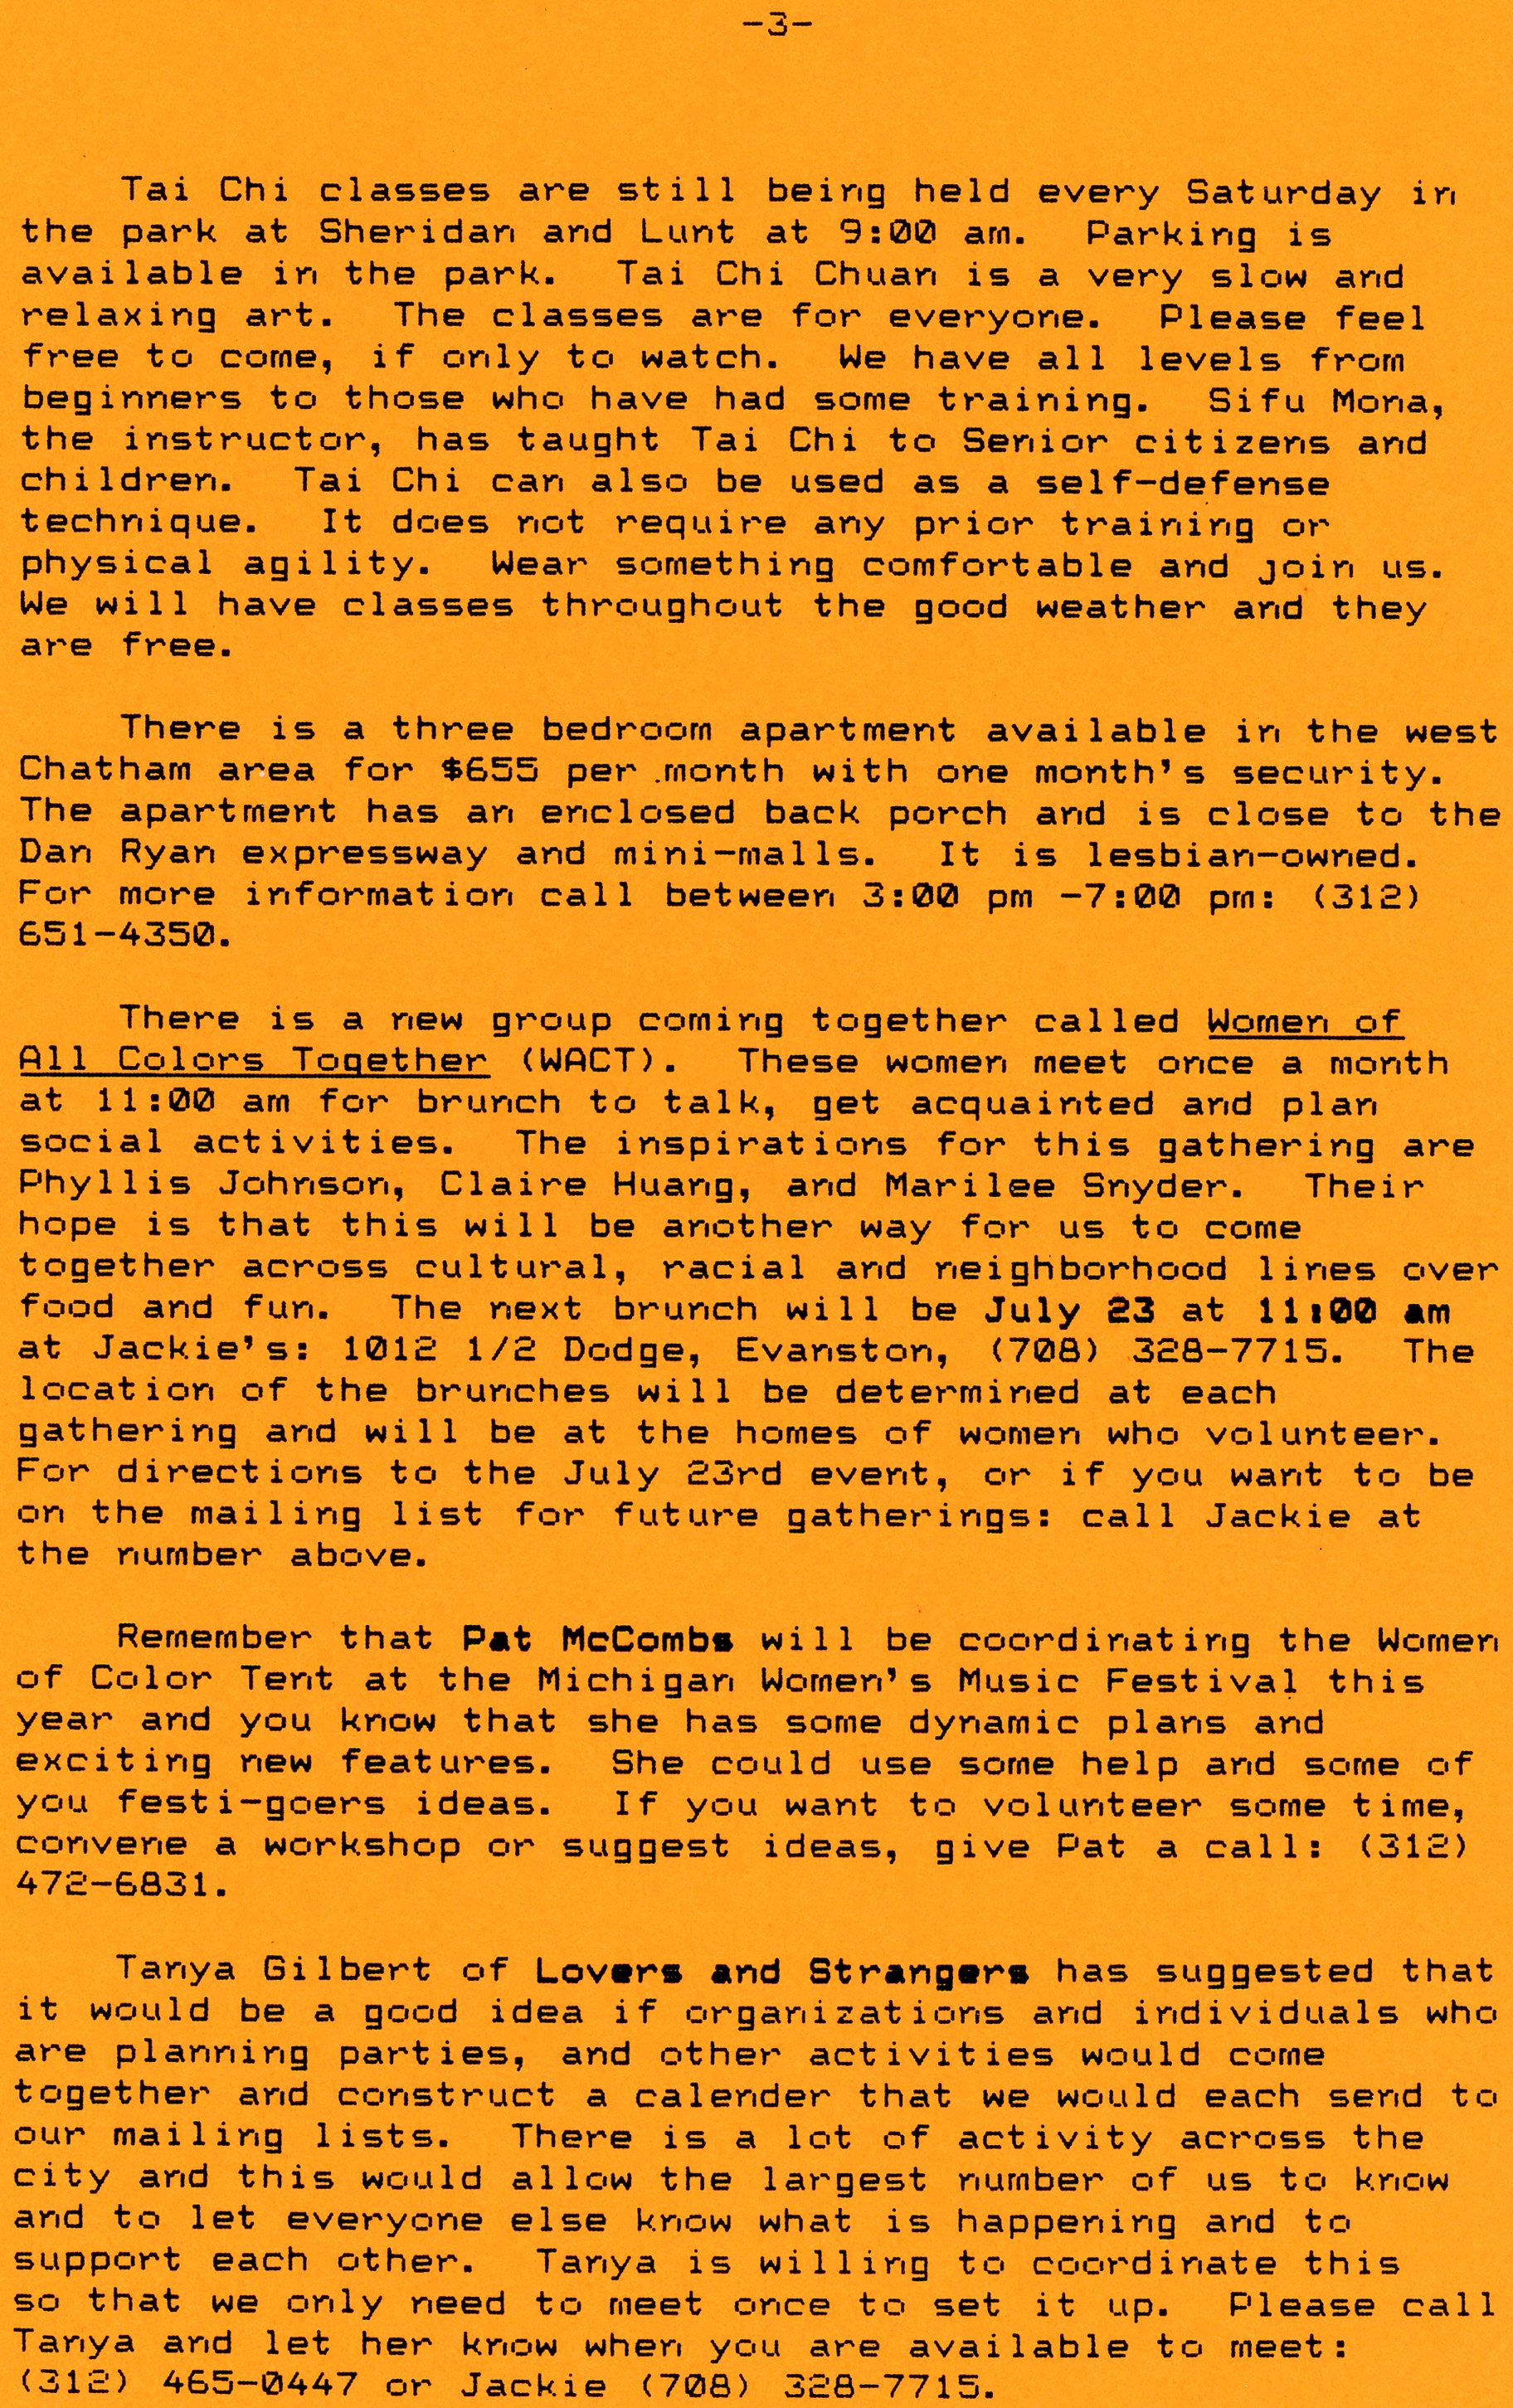 -3-
Tai Chi classes are still being held every Saturday in
the park at Sheridan and Lunt at 9:00 am.  Parking is
available in the park.  Tai Chi Chuan is a very slow and
relaxing art.  The classes are for everyone.  Please feel
free to come, if only to watch.  We have all levels from
beginners to those who have had some training.  Sifu Mona,
the instructor, has taught Tai Chi to Senior citizens and
children.  Tai Chi can also be used as a self-defense
technique.  It does not require any prior training or
physical agility.  Wear something comfortable and join us.
We will have classes throughout the good weather and they
are free.
There is a three bedroom apartment available in the west
Chatham area for $655 per month with one month's security.
The apartment has an enclosed back porch and is close to the
Dan Ryan expressway and mini-malls.  It is lesbian-owned.
For more information call between 3:00 pm -7:00 pm: (312)
651-4350.
There is a new group coming together called Women of
All Colors Together (WACT).  These women meet once a month
at 11:00 am for brunch to talk, get acquainted and plan
social activities.  The inspirations for this gathering are
Phyllis Johnson, Claire Huang, and Marilee Snyder.  Their
hope is that this will be another way for us to come
together across cultural, racial and neighborhood lines over
food and fun.  The next brunch will be July 23 at 11:00 am
at Jackie's: 1012 1/2 Dodge, Evanston, (708) 328-7715.  The
location of the brunches will be determined at each
gathering and will be at the homes of women who volunteer.
For directions to the July 23rd event, or if you want to be
on the mailing list for future gatherings: call Jackie at
the number above.
Remember that Pat McCombs will be coordinating the Women
of Color Tent at the Michigan Women's Music Festival this
year and you know that she has some dynamic plans and
exciting new features.  She could use some help and some of
you festi-goers ideas.  If you want to volunteer some time,
convene a workshop or suggest ideas, give Pat a call: (312)
472-6831.
Tanya Gilbert of Lovers and Strangers has suggested that
it would be a good idea if organizations and individuals who
are planning parties, and other activities would come
together and construct a calender that we would each send to
our mailing lists.  There is a lot of activity across the
city and this would allow the largest number of us to know
and to let everyone else know what is happening and to
support each other.  Tanya is willing to coordinate this
so that we only need to meet once to set it up.  Please call
Tanya and let her know when you are available to meet:
(312) 465-0447 or Jackie (708) 328-7715.